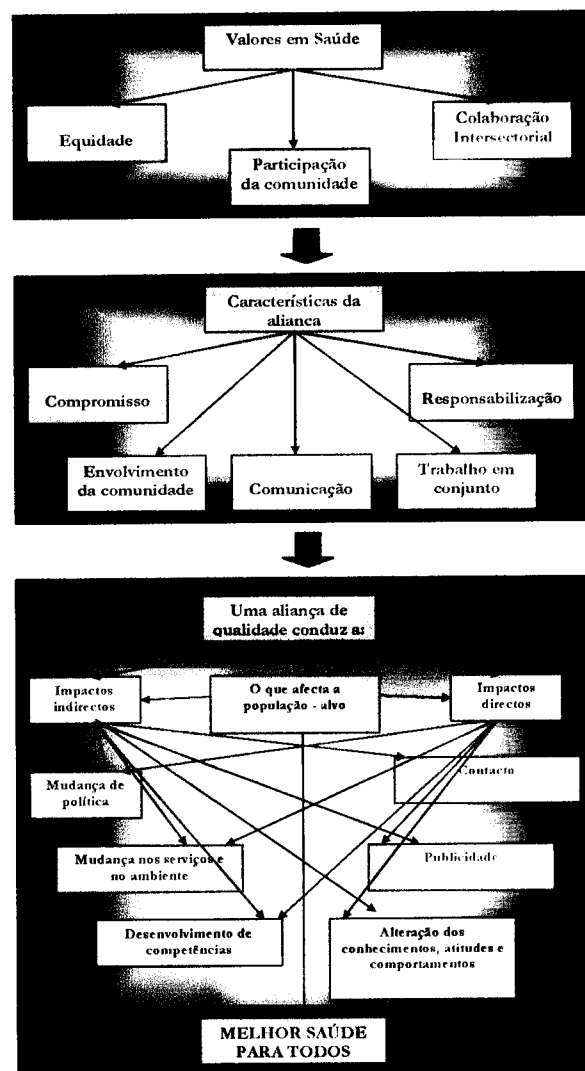 Valores em Saúde
Equidade
Participação
da comunidade
Colaboração
Intersectorial
Características da
aliança
Compromisso
Responsabilização
Envolvimento
da comunidade
Comunicação
Trabalho em
conjunto
Uma aliança de
qualidade conduz a:
Impactos
indirectos
O que afecta a
população - alvo
Impactos
directos
Mudança de
política
Contacto
Mudança nos serviços e
no ambiente
Publicidade
Desenvolvimento de
competências
Alteração dos
conhecimentos, atitudes e
comportamentos
MELHOR SAÚDE
PARA TODOS